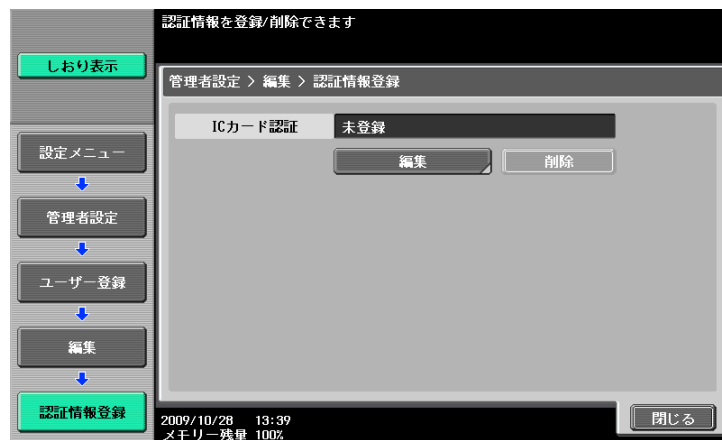 認証情報を登録/削除できます
しおり表示
管理者設定 > 編集 > 認証情報登録
ICカード認証 未登録
編集 削除
設定メニュー
管理者設定
ユーザー登録
編集
認証情報登録
2009/10/28 13:39
メモリー残量 100%
閉じる